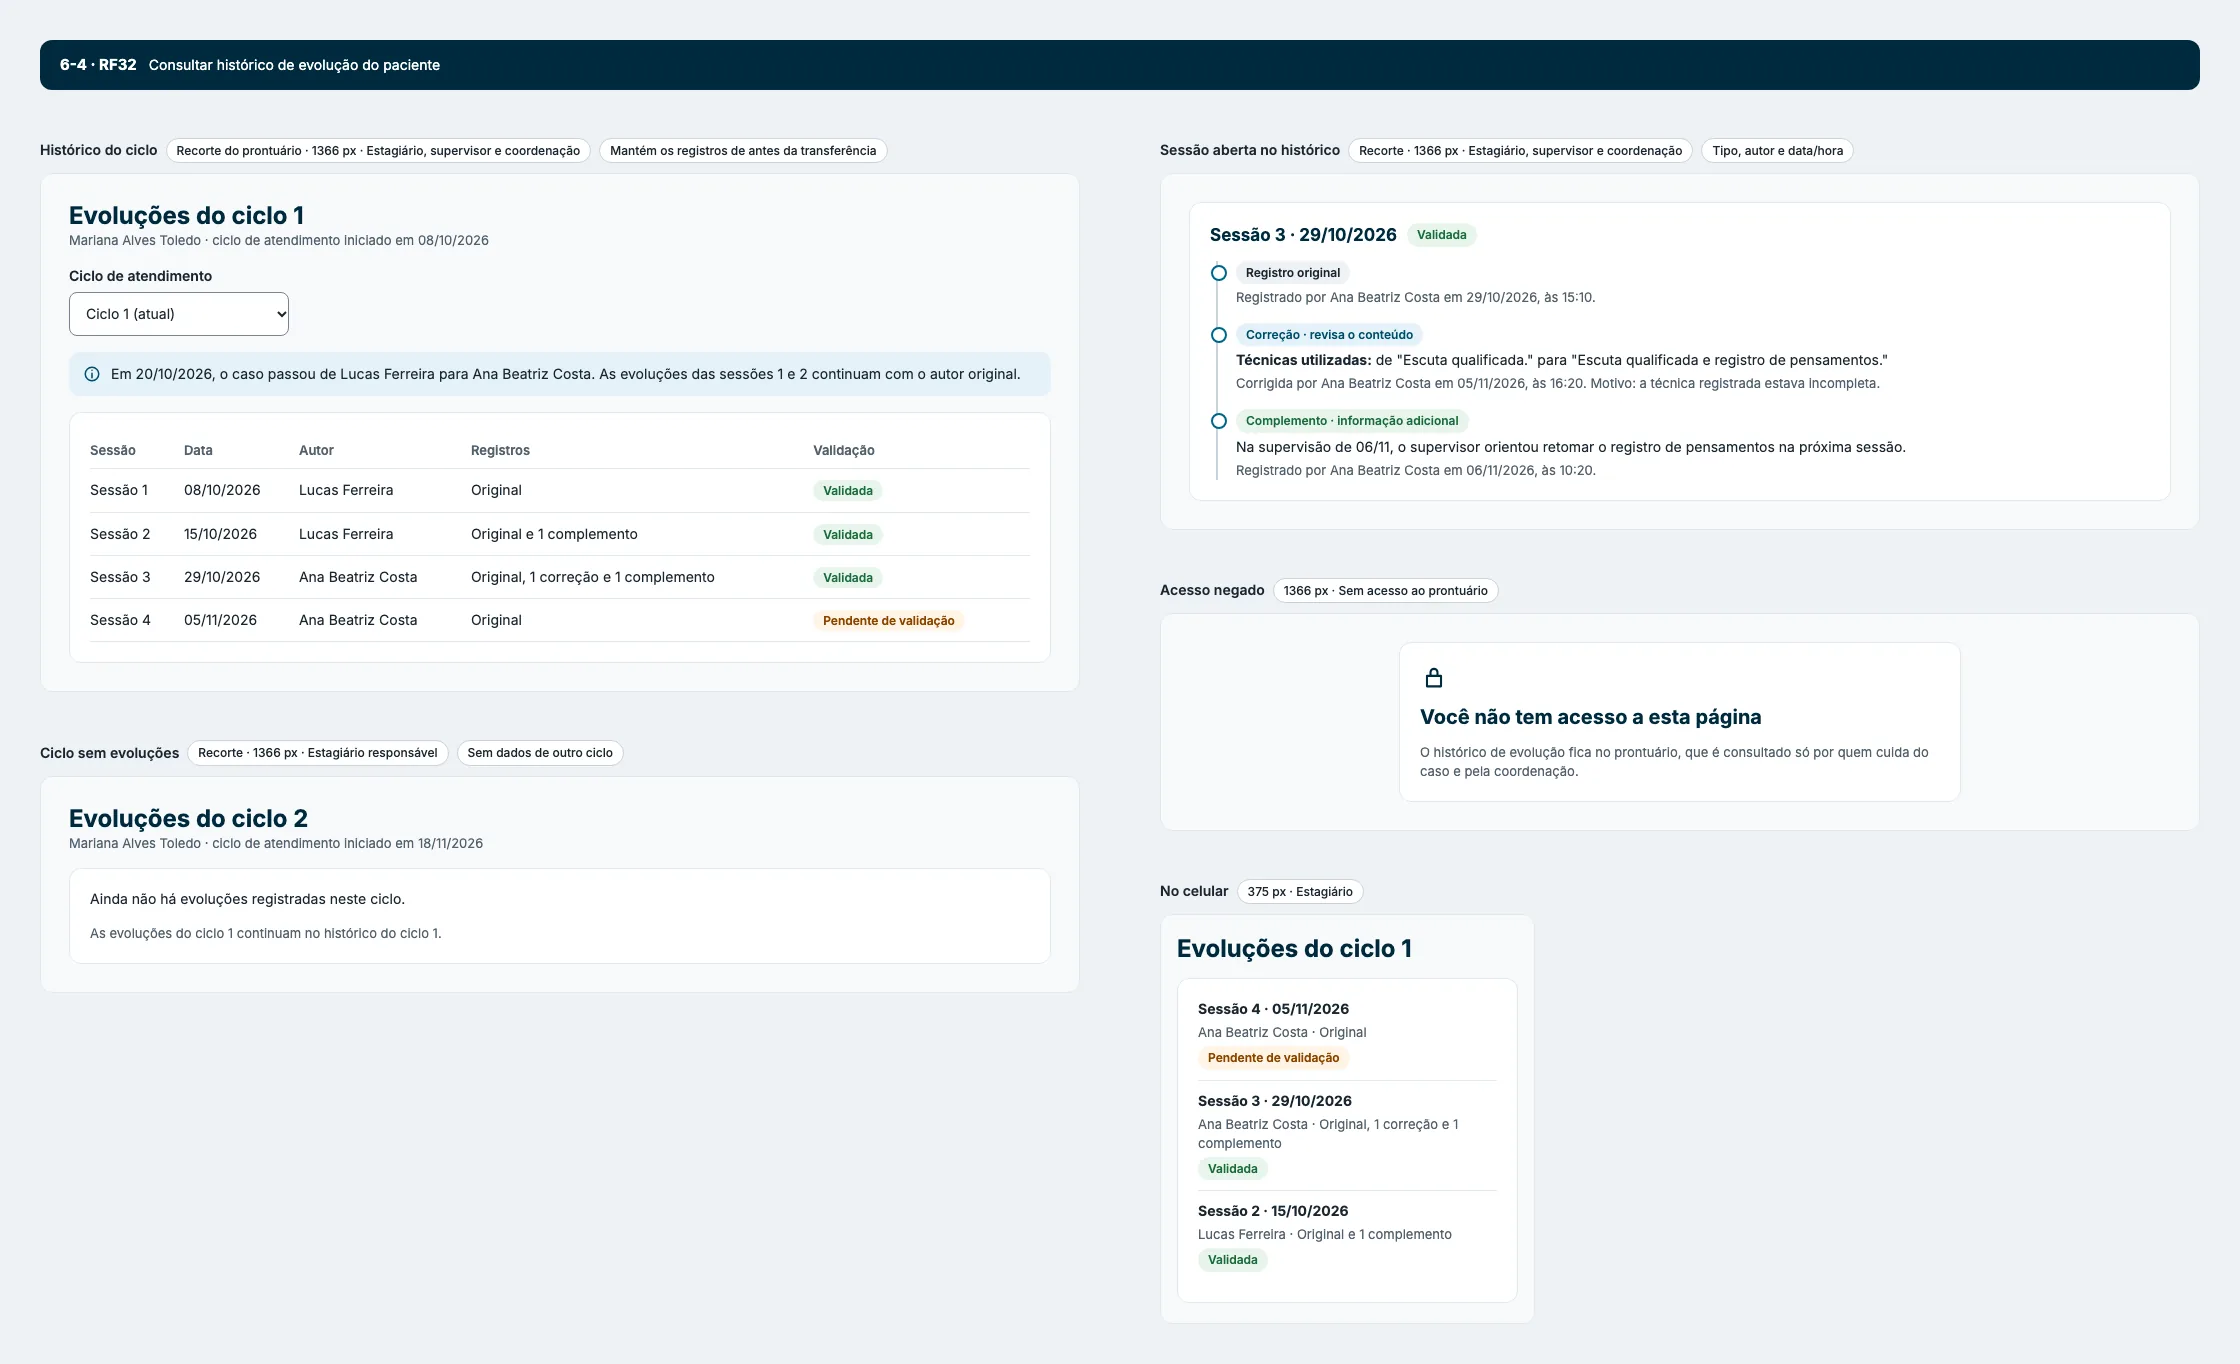 6-4 · RF32 Consultar histórico de evolução do paciente
Histórico do ciclo
Recorte do prontuário · 1366 px · Estagiário, supervisor e coordenação
Mantém os registros de antes da transferência
Evoluções do ciclo 1
Mariana Alves Toledo · ciclo de atendimento iniciado em 08/10/2026
Ciclo de atendimento
Ciclo 1 (atual)
Em 20/10/2026, o caso passou de Lucas Ferreira para Ana Beatriz Costa. As evoluções das sessões 1 e 2 continuam com o autor original.
Sessão Data Autor Registros Validação
Sessão 1 08/10/2026 Lucas Ferreira Original Validada
Sessão 2 15/10/2026 Lucas Ferreira Original e 1 complemento Validada
Sessão 3 29/10/2026 Ana Beatriz Costa Original, 1 correção e 1 complemento Validada
Sessão 4 05/11/2026 Ana Beatriz Costa Original Pendente de validação
Ciclo sem evoluções
Recorte · 1366 px · Estagiário responsável
Sem dados de outro ciclo
Evoluções do ciclo 2
Mariana Alves Toledo · ciclo de atendimento iniciado em 18/11/2026
Ainda não há evoluções registradas neste ciclo.
As evoluções do ciclo 1 continuam no histórico do ciclo 1.
Sessão aberta no histórico
Recorte · 1366 px · Estagiário, supervisor e coordenação
Tipo, autor e data/hora
Sessão 3 · 29/10/2026 Validada
Registro original
Registrado por Ana Beatriz Costa em 29/10/2026, às 15:10.
Correção · revisa o conteúdo
Técnicas utilizadas: de "Escuta qualificada." para "Escuta qualificada e registro de pensamentos."
Corrigida por Ana Beatriz Costa em 05/11/2026, às 16:20. Motivo: a técnica registrada estava incompleta.
Complemento · informação adicional
Na supervisão de 06/11, o supervisor orientou retomar o registro de pensamentos na próxima sessão.
Registrado por Ana Beatriz Costa em 06/11/2026, às 10:20.
Acesso negado
1366 px · Sem acesso ao prontuário
Você não tem acesso a esta página
O histórico de evolução fica no prontuário, que é consultado só por quem cuida do
caso e pela coordenação.
No celular
375 px · Estagiário
Evoluções do ciclo 1
Sessão 4 · 05/11/2026
Ana Beatriz Costa · Original
Pendente de validação
Sessão 3 · 29/10/2026
Ana Beatriz Costa · Original, 1 correção e 1
complemento
Validada
Sessão 2 · 15/10/2026
Lucas Ferreira · Original e 1 complemento
Validada